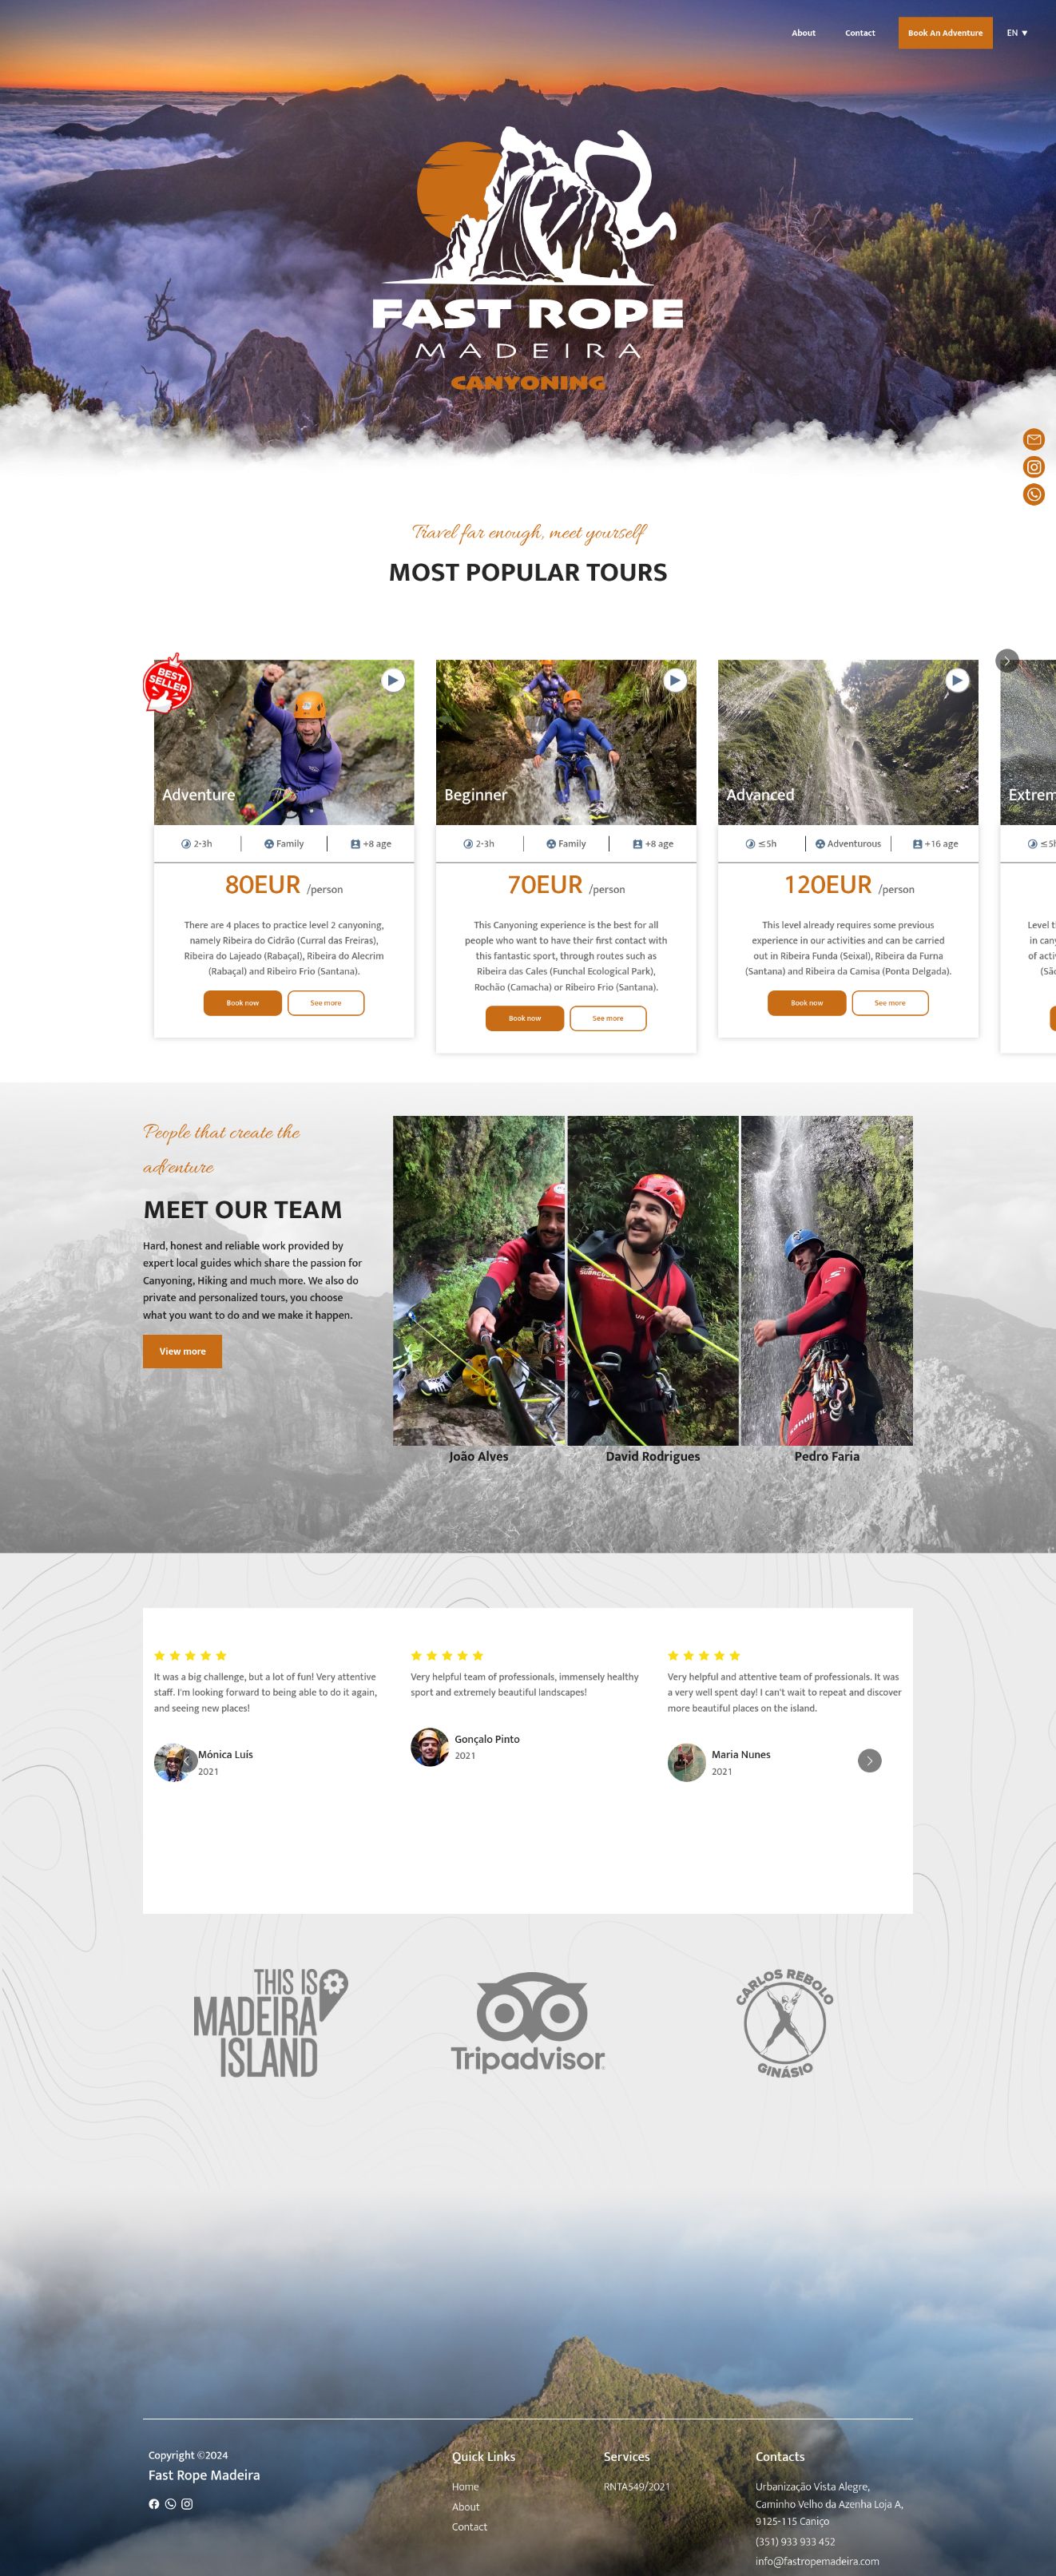 About
Contact
Book An Adventure
EN ▼
FAST ROPE
MADEIRA
CANYONING
Travel far enough, meet yourself
MOST POPULAR TOURS
BEST
SELLER
Adventure
2-3h
Family
+8 age
80EUR /person
There are 4 places to practice level 2 canyoning,
namely Ribeira do Cidrão (Curral das Freiras),
Ribeira do Lajeado (Rabaçal), Ribeira do Alecrim
(Rabaçal) and Ribeiro Frio (Santana).
Book now
See more
Beginner
2-3h
Family
+8 age
70EUR /person
This Canyoning experience is the best for all
people who want to have their first contact with
this fantastic sport, through routes such as
Ribeira das Cales (Funchal Ecological Park),
Rochão (Camacha) or Ribeiro Frio (Santana).
Book now
See more
Advanced
≤5h
Adventurous
+16 age
120EUR /person
This level already requires some previous
experience in our activities and can be carried
out in Ribeira Funda (Seixal), Ribeira da Furna
(Santana) and Ribeira da Camisa (Ponta Delgada).
Book now
See more
Extrem
≤5h
Level t
in cany
of activ
(São
People that create the
adventure
MEET OUR TEAM
Hard, honest and reliable work provided by
expert local guides which share the passion for
Canyoning, Hiking and much more. We also do
private and personalized tours, you choose
what you want to do and we make it happen.
View more
João Alves
David Rodrigues
Pedro Faria
It was a big challenge, but a lot of fun! Very attentive
staff. I'm looking forward to being able to do it again,
and seeing new places!
Mónica Luís
2021
Very helpful team of professionals, immensely healthy
sport and extremely beautiful landscapes!
Gonçalo Pinto
2021
Very helpful and attentive team of professionals. It was
a very well spent day! I can't wait to repeat and discover
more beautiful places on the island.
Maria Nunes
2021
THIS IS
MADEIRA
ISLAND
Tripadvisor
CARLOS REBOLO
GINÁSIO
Copyright ©2024
Fast Rope Madeira
Quick Links
Home
About
Contact
Services
RNTA549/2021
Contacts
Urbanização Vista Alegre,
Caminho Velho da Azenha Loja A,
9125-115 Caniço
(351) 933 933 452
info@fastropemadeira.com